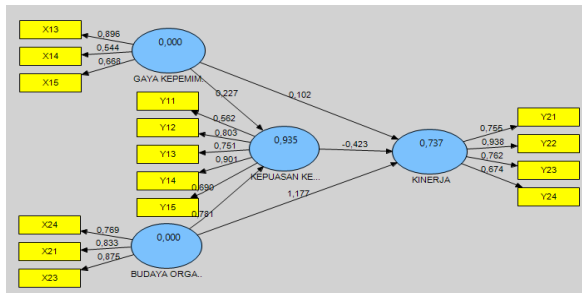 X13
0,896
0,000
X14
0,544
X15
0,668
GAYA KEPEMIM..
0,227
0,102
Y11
0,562
Y12
0,803
Y13
0,751
0,935
-0,423
0,737
Y14
0,901
KEPUASAN KE...
KINERJA
Y15
0,690
0,781
1,177
0,755
Y21
0,938
Y22
0,762
Y23
0,674
Y24
X24
0,769
0,000
X21
0,833
X23
0,875
BUDAYA ORGA..